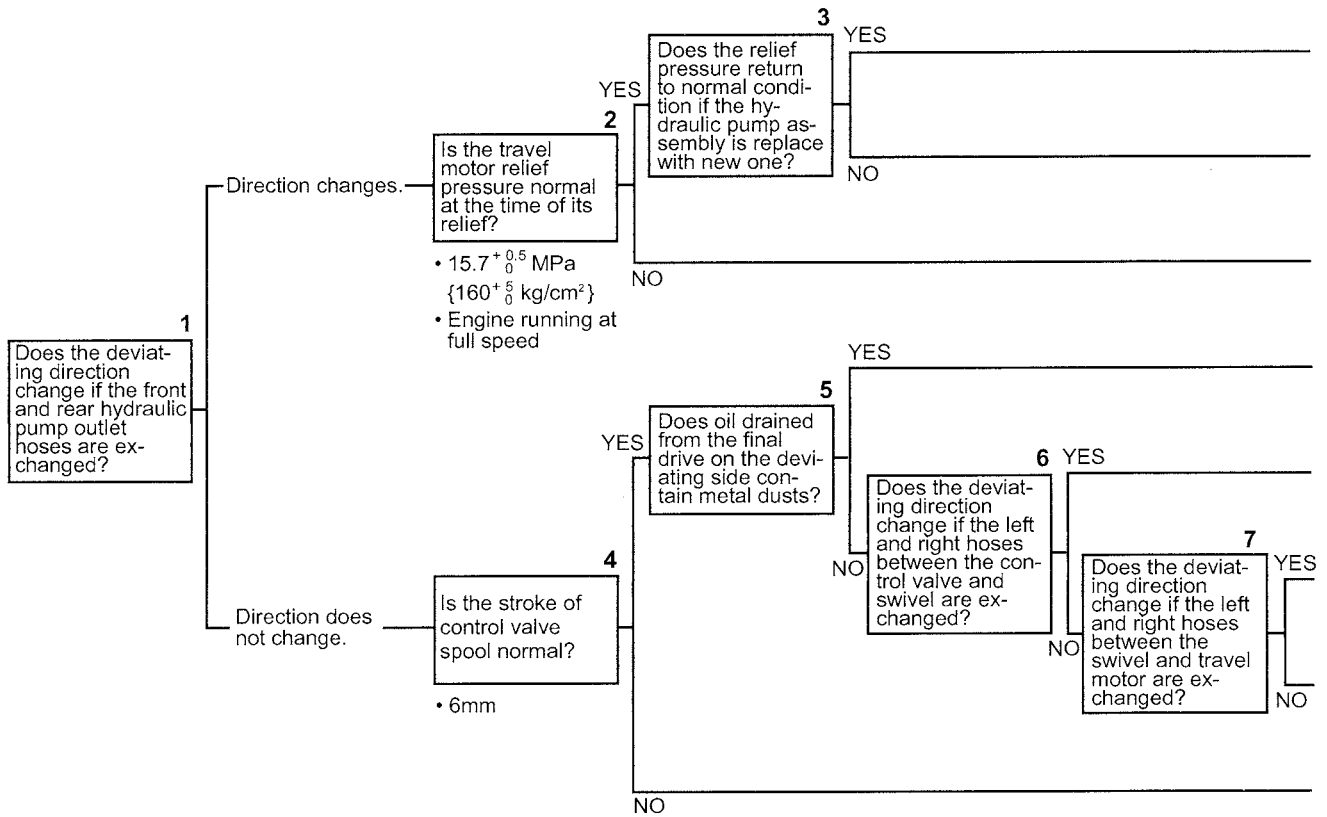 1
Does the deviat-
ing direction
change if the front
and rear hydraulic
pump outlet
hoses are ex-
changed?
Direction changes.
2
Is the travel
motor relief
pressure normal
at the time of its
relief?
• 15.7 + 0.5 0 MPa
{160 + 5 0 kg/cm²}
• Engine running at
full speed
YES
3
Does the relief
pressure return
to normal condi-
tion if the hy-
draulic pump as-
sembly is replace
with new one?
YES
NO
NO
Direction does
not change.
4
Is the stroke of
control valve
spool normal?
• 6mm
YES
5
Does oil drained
from the final
drive on the devi-
ating side con-
tain metal dusts?
YES
NO
6
Does the deviat-
ing direction
change if the left
and right hoses
between the con-
trol valve and
swivel are ex-
changed?
YES
NO
7
Does the deviat-
ing direction
change if the left
and right hoses
between the
swivel and travel
motor are ex-
changed?
YES
NO
NO